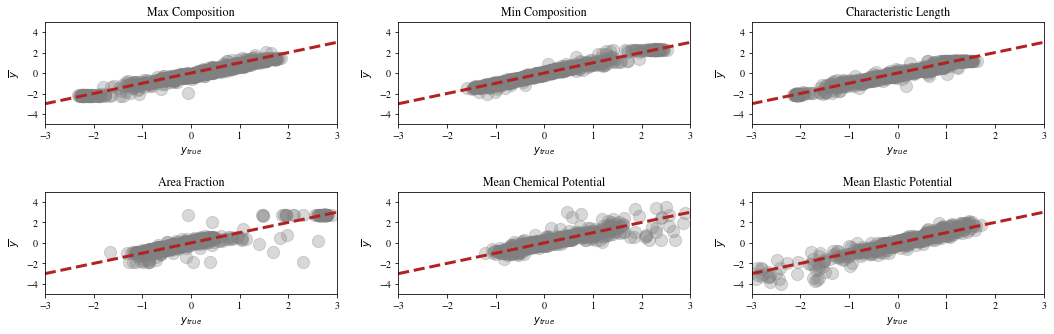 Max Composition
Min Composition
Characteristic Length
4
2
0
−2
−4
y̅
−3 −2 −1 0 1 2 3
y_true
4
2
0
−2
−4
y̅
−3 −2 −1 0 1 2 3
y_true
4
2
0
−2
−4
y̅
−3 −2 −1 0 1 2 3
y_true
Area Fraction
Mean Chemical Potential
Mean Elastic Potential
4
2
0
−2
−4
y̅
−3 −2 −1 0 1 2 3
y_true
4
2
0
−2
−4
y̅
−3 −2 −1 0 1 2 3
y_true
4
2
0
−2
−4
y̅
−3 −2 −1 0 1 2 3
y_true